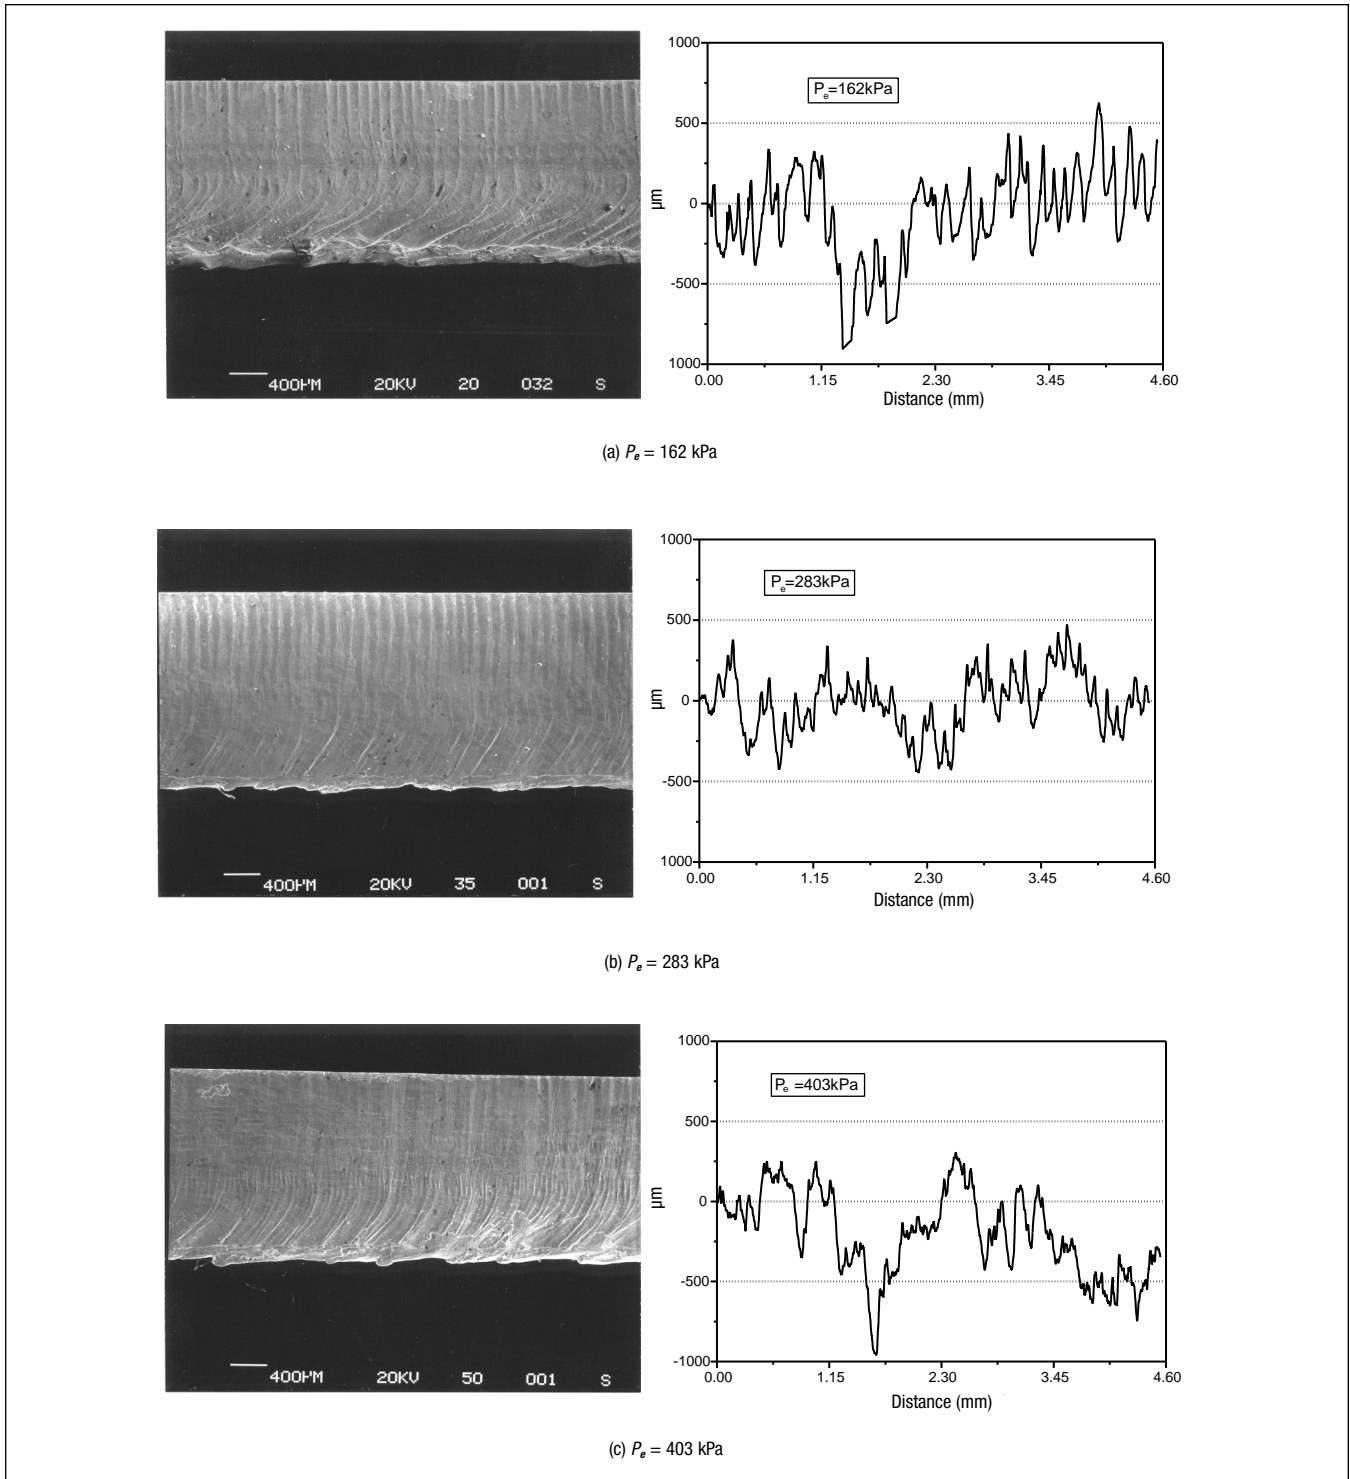 1000
500
0
-500
1000
µm
Pe=162kPa
0.00 1.15 2.30 3.45 4.60
Distance (mm)
400µM 20KV 20 032 S
(a) Pe = 162 kPa
1000
500
0
-500
1000
µm
Pe=283kPa
0.00 1.15 2.30 3.45 4.60
Distance (mm)
400µM 20KV 35 001 S
(b) Pe = 283 kPa
1000
500
0
-500
-1000
µm
Pe =403kPa
0.00 1.15 2.30 3.45 4.60
Distance (mm)
400µM 20KV 50 001 S
(c) Pe = 403 kPa